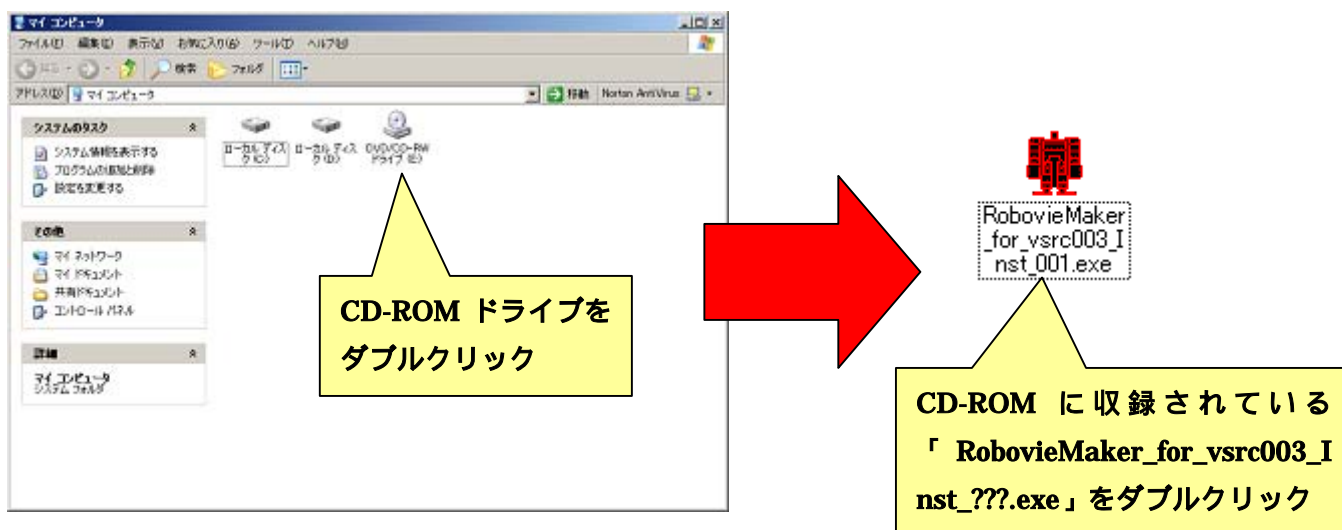 マイ コンピュータ
ファイル(F) 編集(E) 表示(V) お気に入り(A) ツール(T) ヘルプ(H)
戻る 検索 フォルダ
アドレス(D) マイ コンピュータ 移動 Norton AntiVirus
システムのタスク
システム情報を表示する
プログラムの追加と削除
設定を変更する
その他
マイ ネットワーク
マイ ドキュメント
共有ドキュメント
コントロール パネル
詳細
マイ コンピュータ
システム フォルダ
ローカル ディスク (C:)
ローカル ディスク (D:)
DVD/CD-RW ドライブ (E:)
CD-ROM ドライブを
ダブルクリック
RobovieMaker
_for_vsrc003_I
nst_001.exe
CD-ROM に収録されている
「 RobovieMaker_for_vsrc003_I
nst_???.exe」をダブルクリック